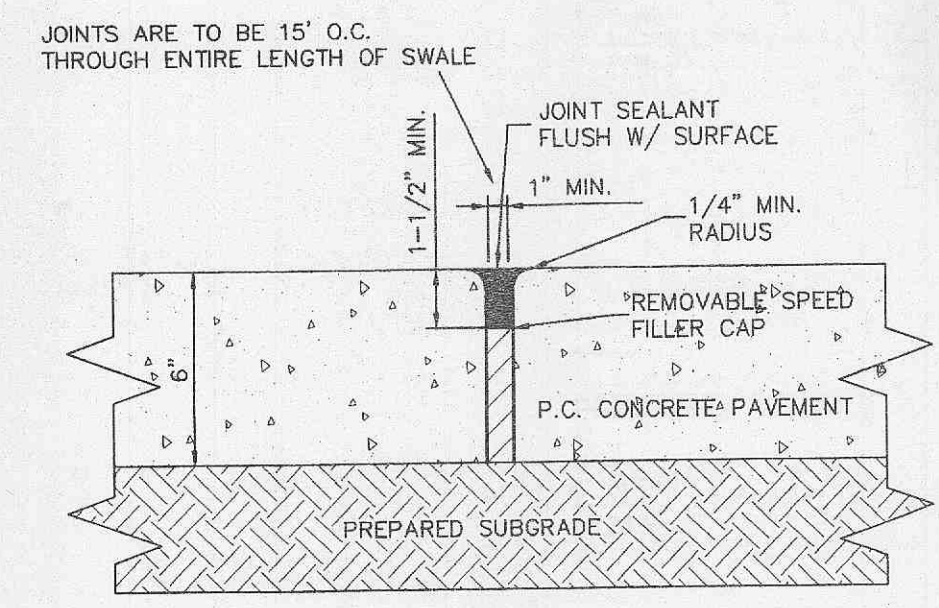 JOINTS ARE TO BE 15' O.C.
THROUGH ENTIRE LENGTH OF SWALE
JOINT SEALANT
FLUSH W/ SURFACE
1-1/2" MIN.
1" MIN.
1/4" MIN.
RADIUS
REMOVABLE SPEED
FILLER CAP
6"
P.C. CONCRETE PAVEMENT
PREPARED SUBGRADE